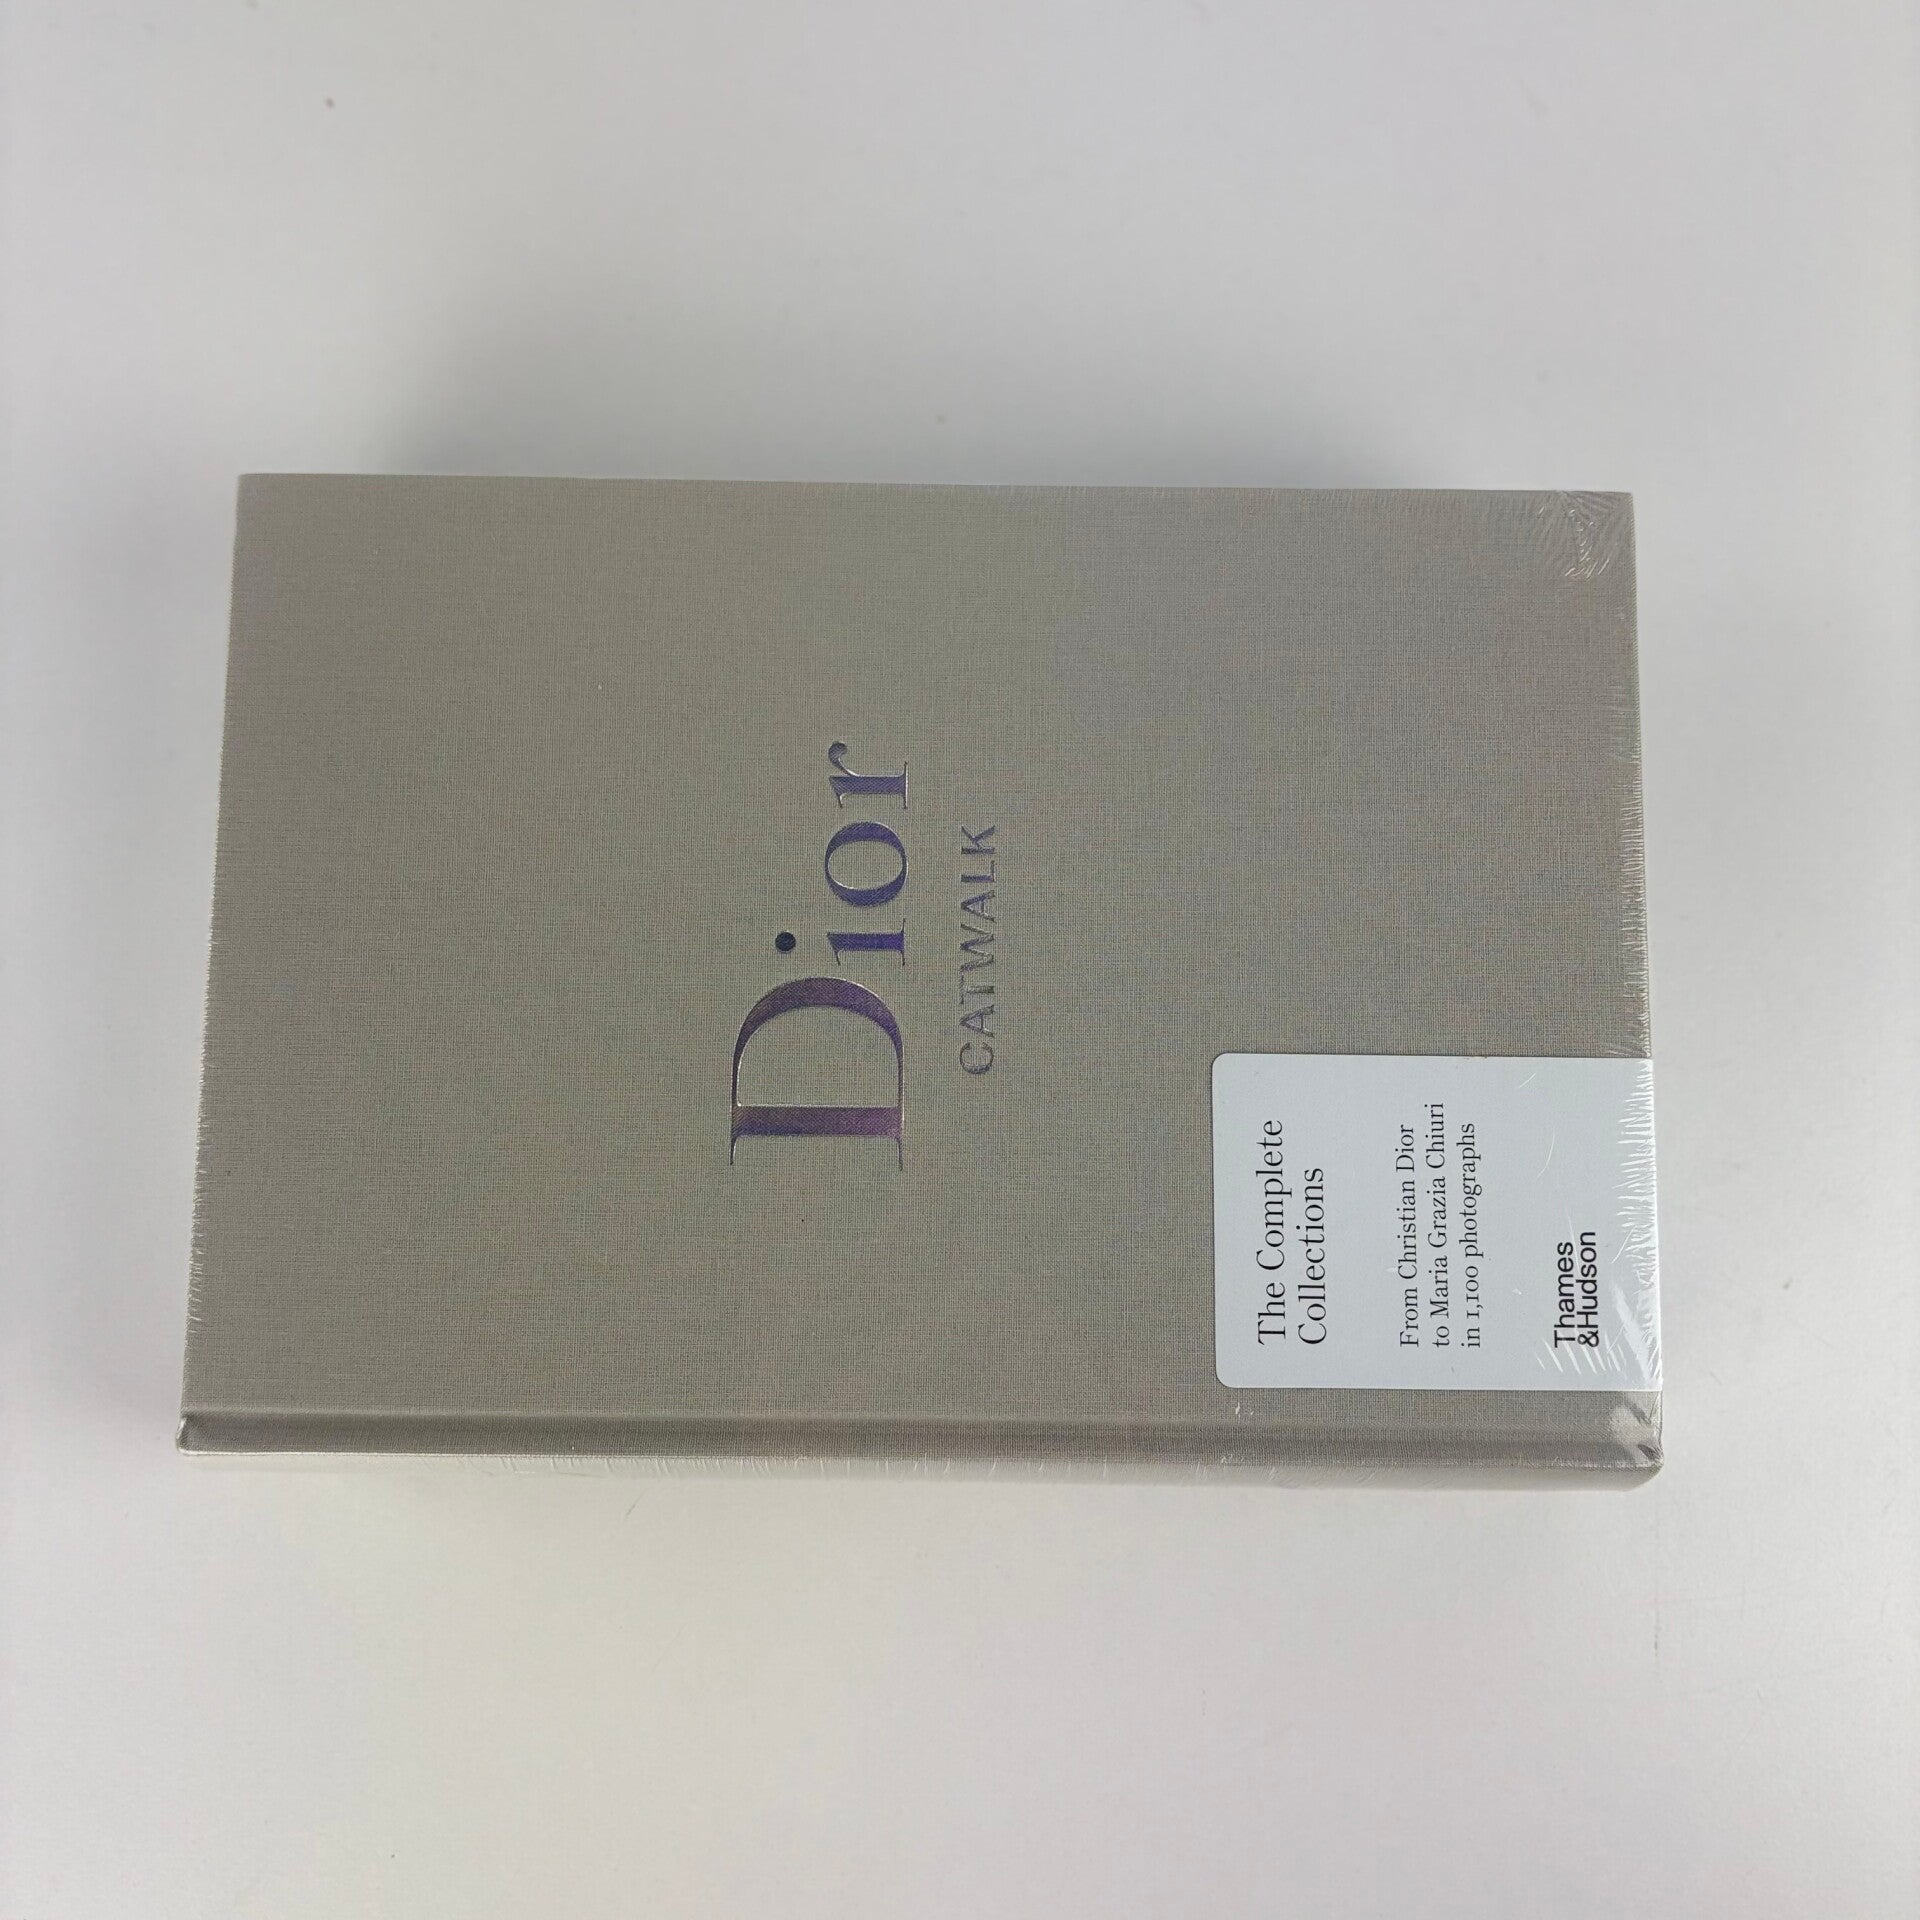 Dior
CATWALK
The Complete
Collections
From Christian Dior
to Maria Grazia Chiuri
in 1,100 photographs
Thames
&Hudson